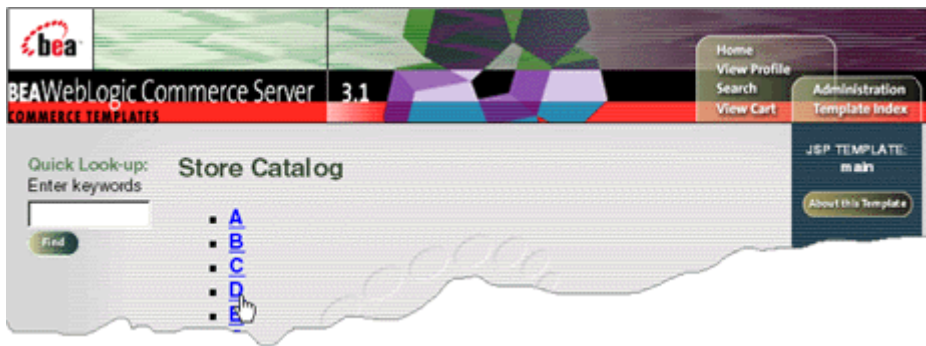 bea
Home
View Profile
Search
View Cart
Administration
Template Index
BEAWebLogic Commerce Server 3.1
COMMERCE TEMPLATES
JSP TEMPLATE:
main
About this Template
Quick Look-up:
Enter keywords
Find
Store Catalog
A
B
C
D
E